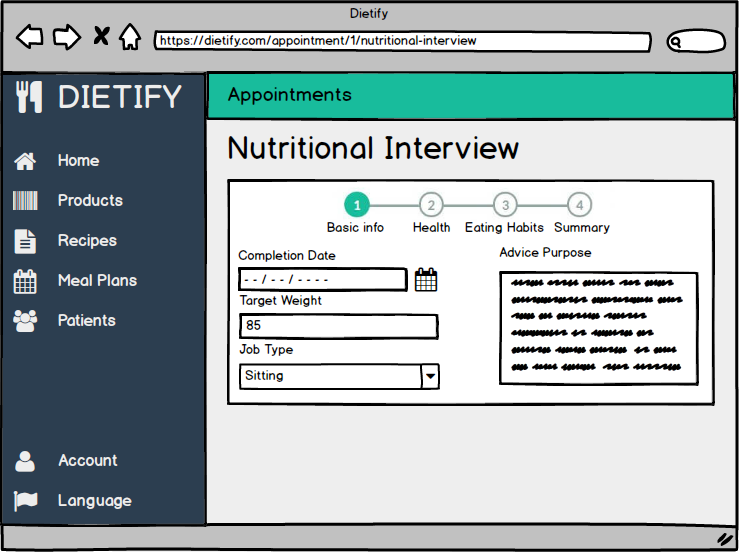 Dietify
https://dietify.com/appointment/1/nutritional-interview
DIETIFY
Home
Products
Recipes
Meal Plans
Patients
Account
Language
Appointments
Nutritional Interview
1 2 3 4
Basic info Health Eating Habits Summary
Completion Date
--/--/----
Target Weight
85
Job Type
Sitting
Advice Purpose